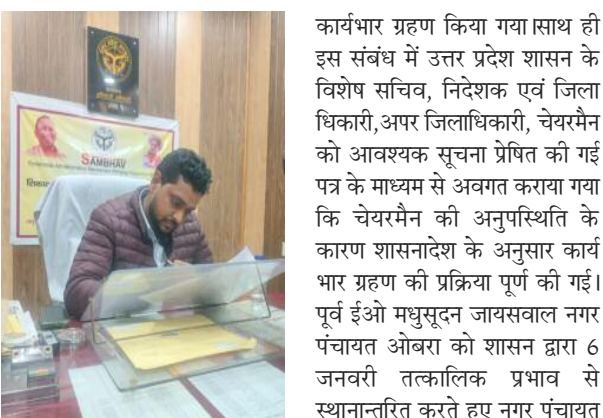 SAMBHAV
कार्यभार ग्रहण किया गया।साथ ही
इस संबंध में उत्तर प्रदेश शासन के
विशेष सचिव, निदेशक एवं जिला
धिकारी,अपर जिलाधिकारी, चेयरमैन
को आवश्यक सूचना प्रेषित की गई
पत्र के माध्यम से अवगत कराया गया
कि चेयरमैन की अनुपस्थिति के
कारण शासनादेश के अनुसार कार्य
भार ग्रहण की प्रक्रिया पूर्ण की गई।
पूर्व ईओ मधुसूदन जायसवाल नगर
पंचायत ओबरा को शासन द्वारा 6
जनवरी तत्कालिक प्रभाव से
स्थानान्तरित करते हुए नगर पंचायत